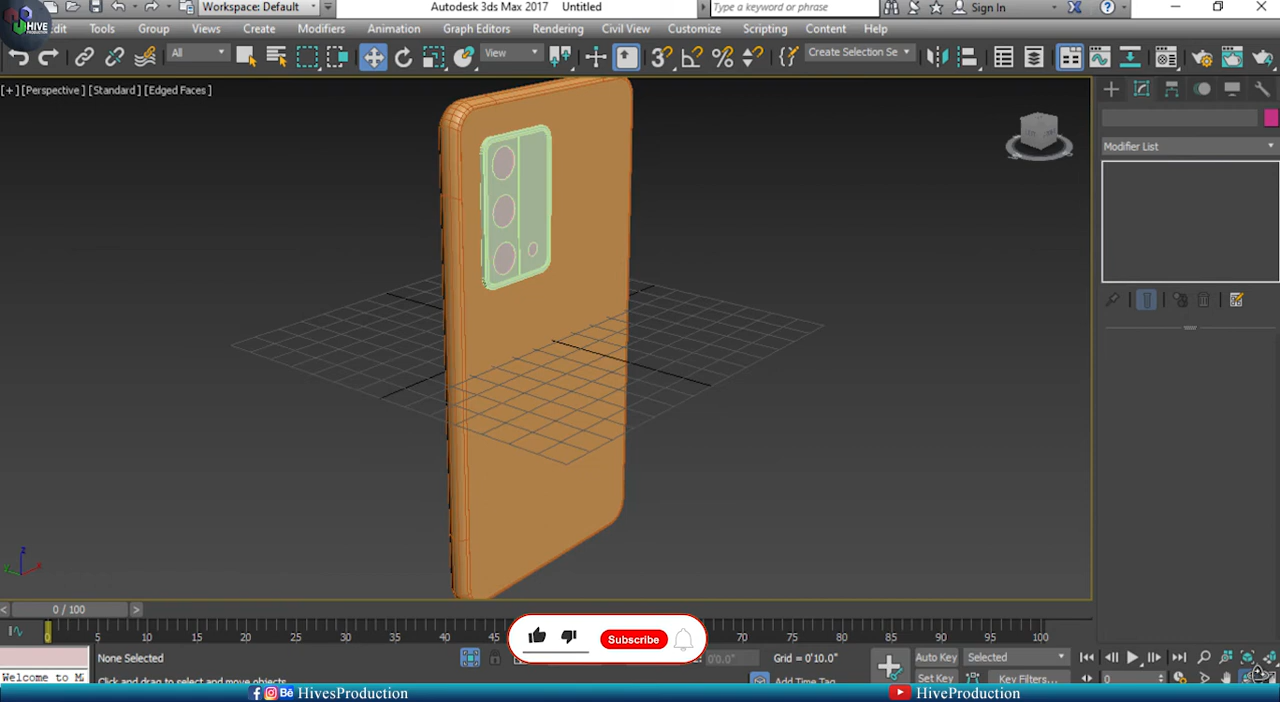 Workspace: Default
Autodesk 3ds Max 2017 Untitled
Type a keyword or phrase
Sign In
HIVE
Tools Group Views Create Modifiers Animation Graph Editors Rendering Civil View Customize Scripting Content Help
All
View
Create Selection Se
[+] [Perspective ] [Standard ] [Edged Faces ]
Modifier List
0 / 100
0 5 10 15 20 25 30 35 40 45 70 75 80 85 90 95 100
None Selected
Grid = 0'10.0"
Auto Key
Selected
Welcome to M
Click and drag to select and move objects
Add Time Tag
Set Key
Key Filters...
0
Subscribe
HivesProduction
HiveProduction